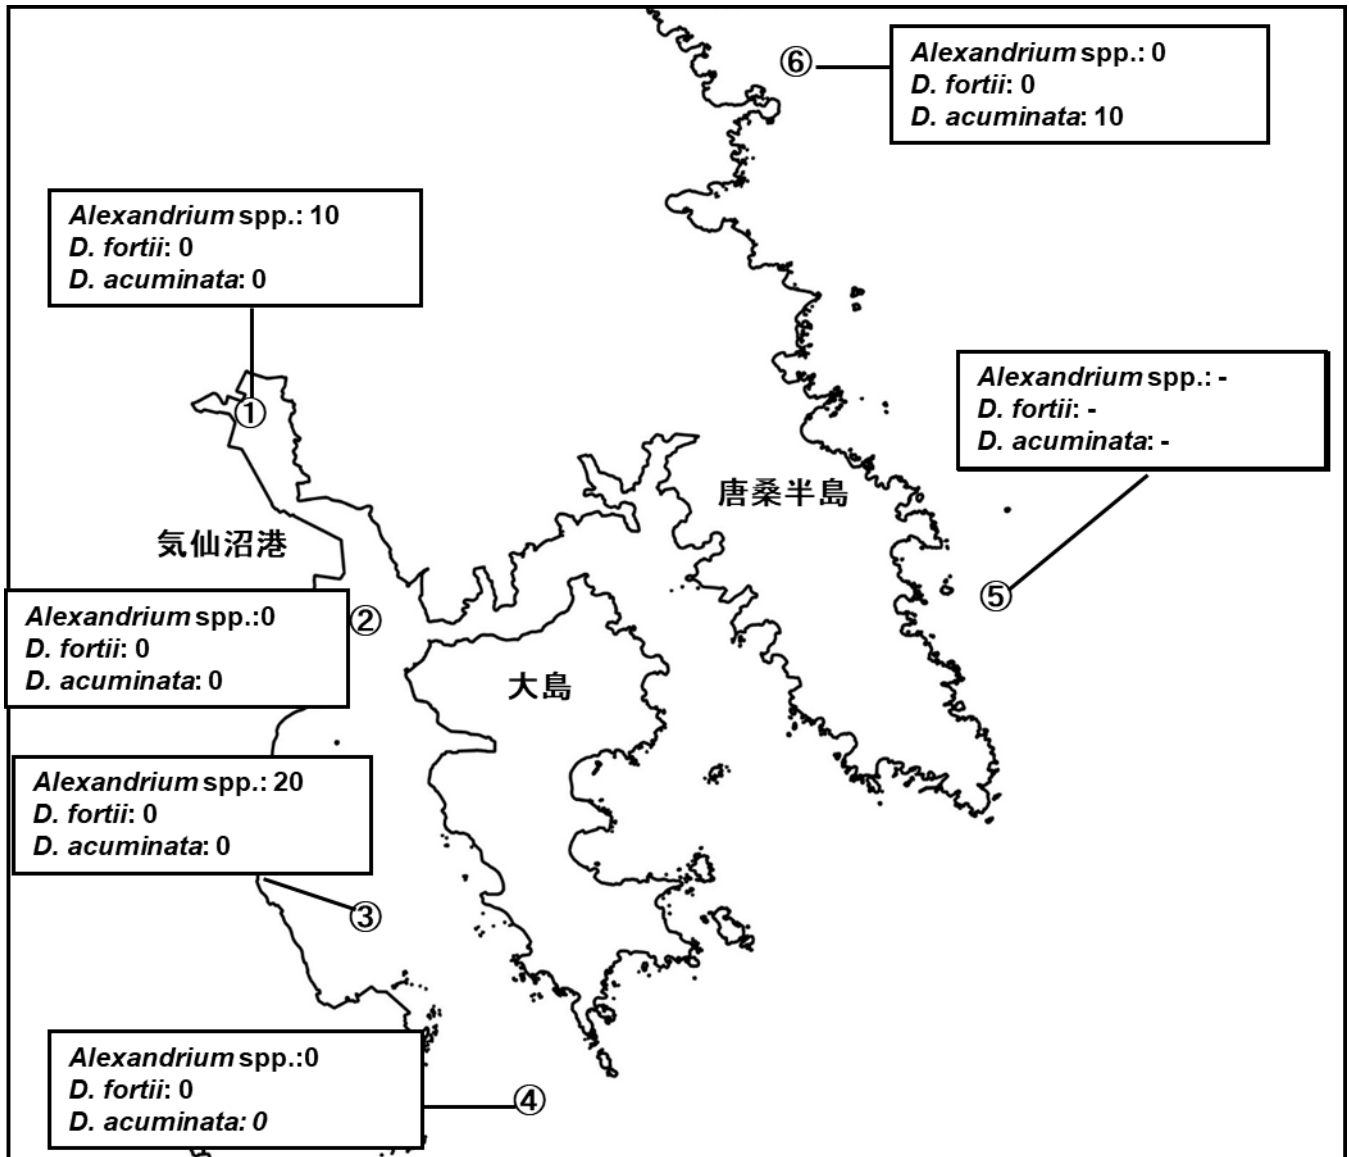 ⑥
Alexandrium spp.: 0
D. fortii: 0
D. acuminata: 10
Alexandrium spp.: 10
D. fortii: 0
D. acuminata: 0
①
Alexandrium spp.: -
D. fortii: -
D. acuminata: -
唐桑半島
気仙沼港
⑤
Alexandrium spp.:0
D. fortii: 0
D. acuminata: 0
②
大島
Alexandrium spp.: 20
D. fortii: 0
D. acuminata: 0
③
Alexandrium spp.:0
D. fortii: 0
D. acuminata: 0
④